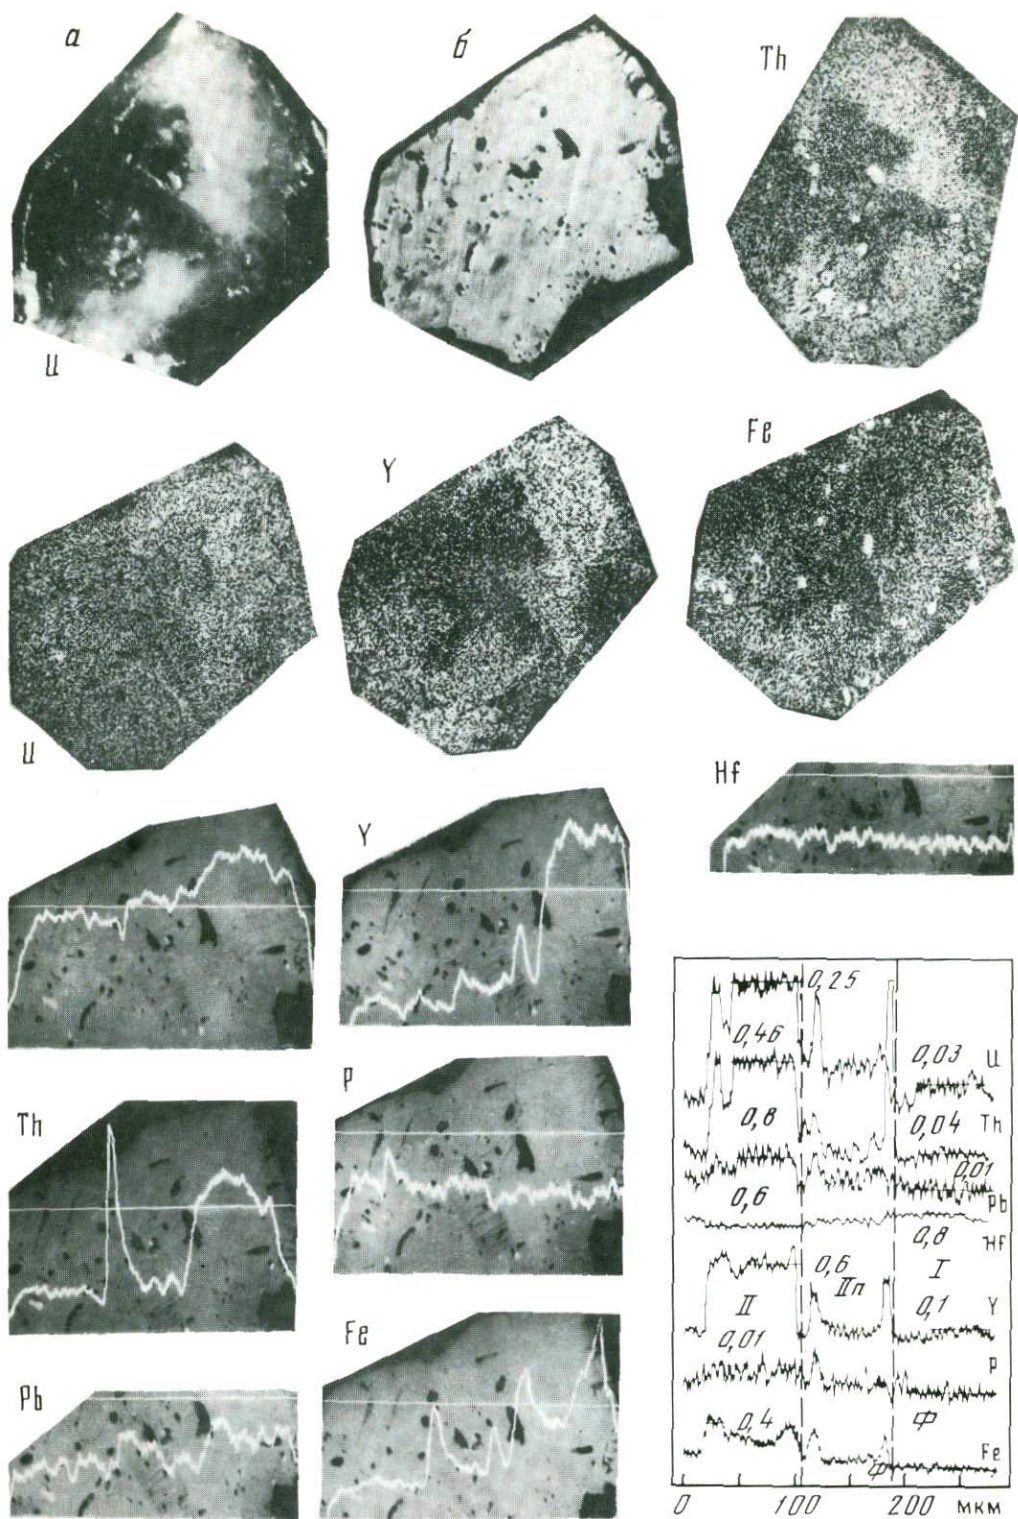 а
б
Th
U
Y
Fe
U
Hf
Y
Th
P
Pb
Fe
0,25
0,46
0,03
U
0,8
0,04
Th
0,01
Pb
0,6
0,8
Hf
0,6
IIп
I
II
0,1
Y
0,01
P
Ф
0,4
Fe
Ф
0 100 200 мкм